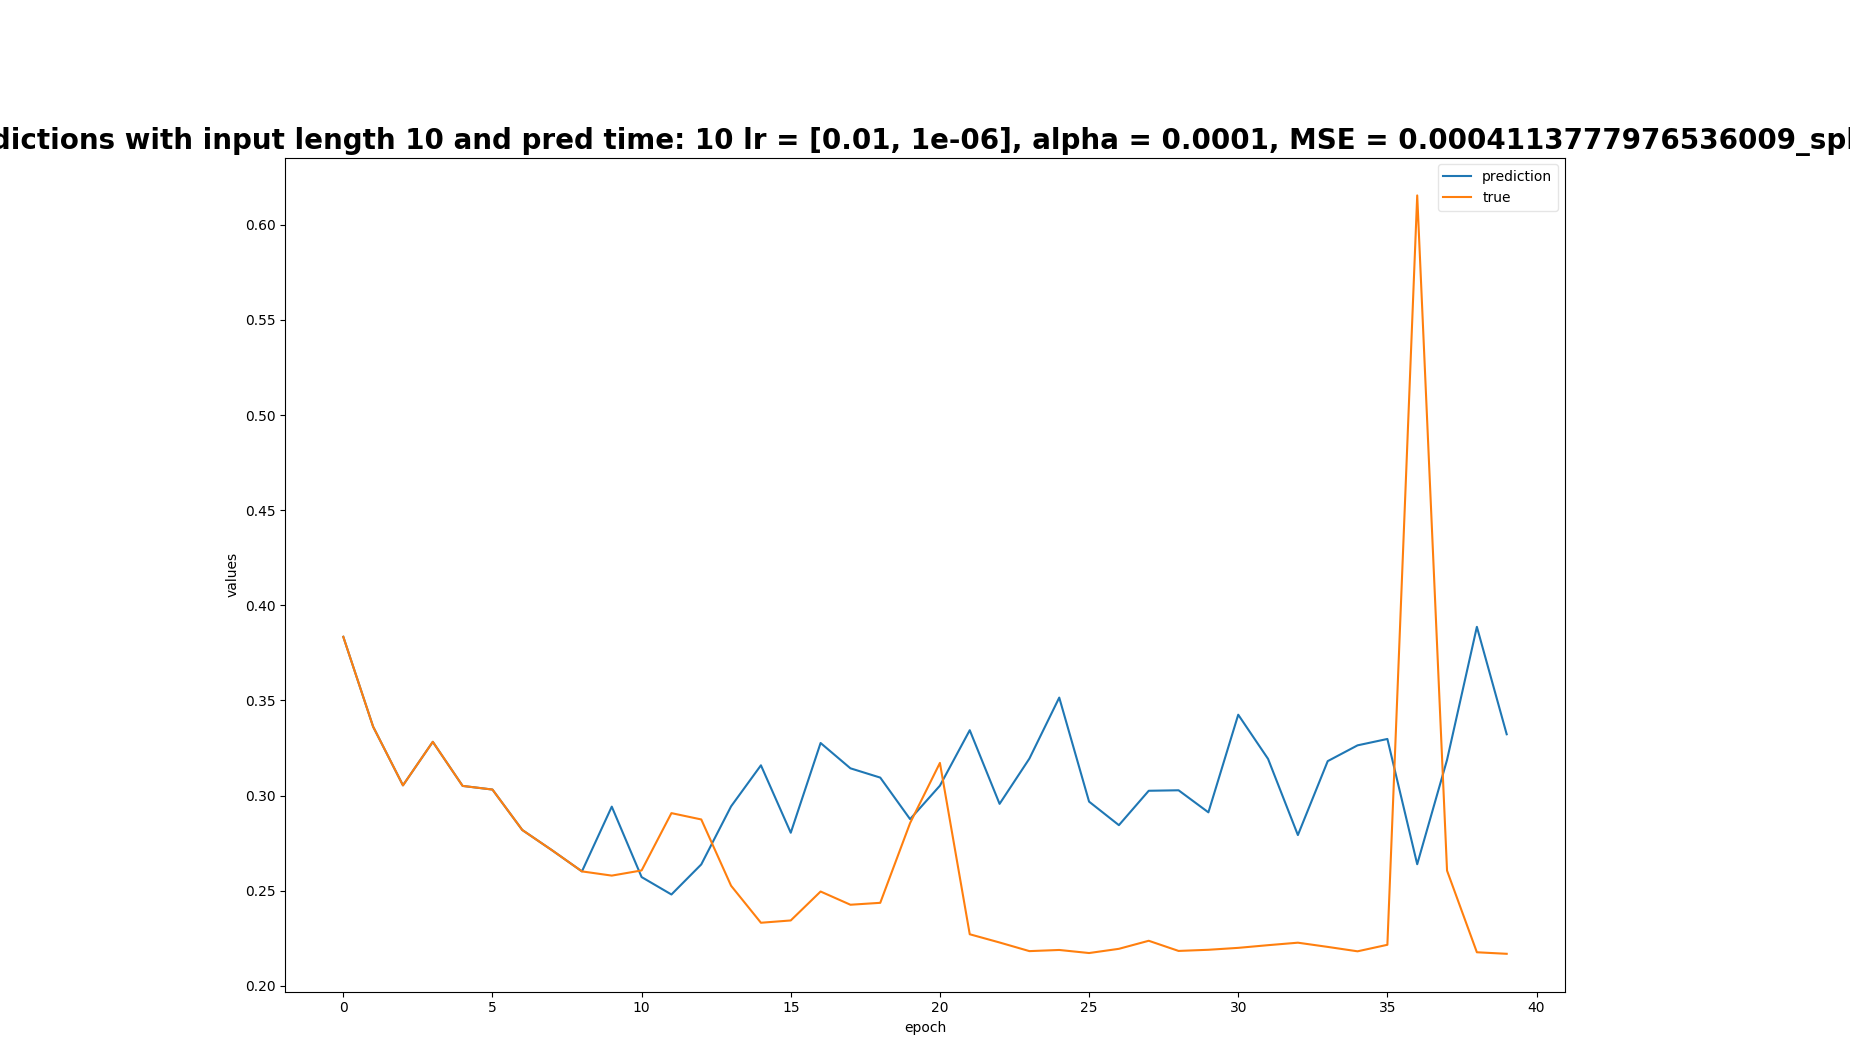 dictions with input length 10 and pred time: 10 lr = [0.01, 1e-06], alpha = 0.0001, MSE = 0.0004113777976536009_spl
prediction
true
0.60
0.55
0.50
0.45
0.40
0.35
0.30
0.25
0.20
values
0 5 10 15 20 25 30 35 40
epoch